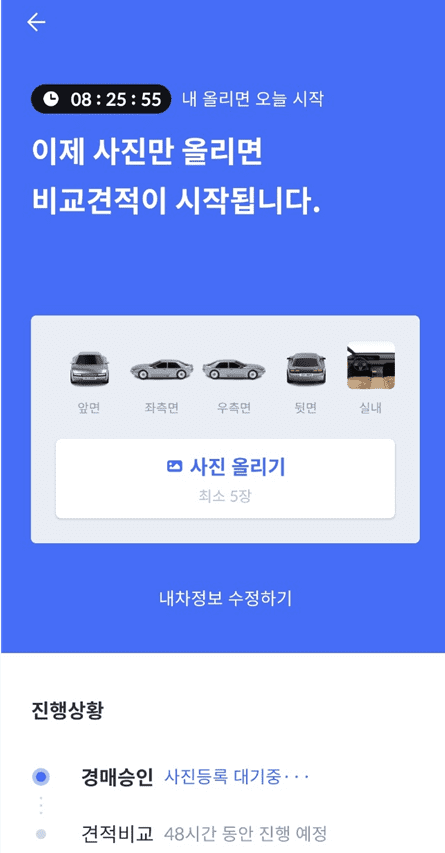 08 : 25 : 55 내 올리면 오늘 시작
이제 사진만 올리면
비교견적이 시작됩니다.
앞면 좌측면 우측면 뒷면 실내
사진 올리기
최소 5장
내차정보 수정하기
진행상황
경매승인 사진등록 대기중···
견적비교 48시간 동안 진행 예정